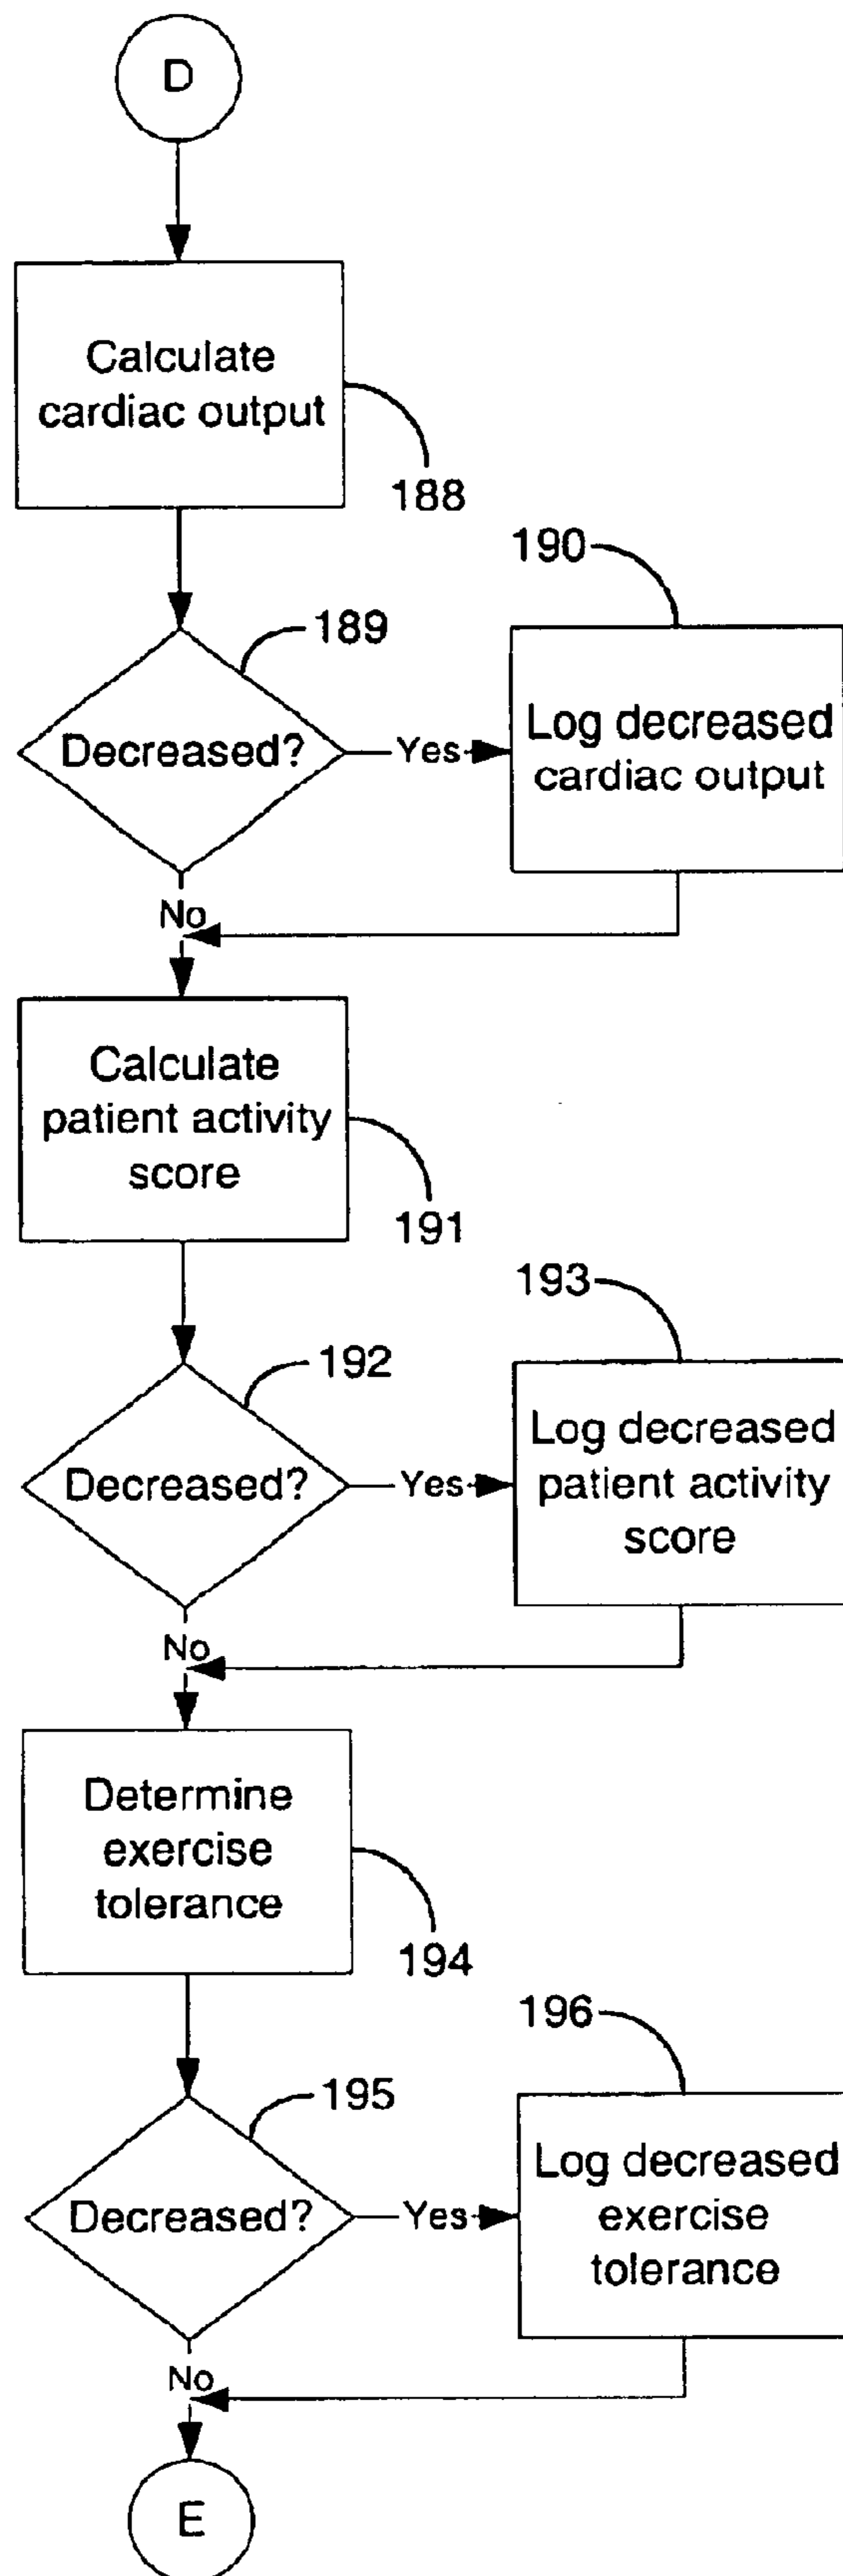 D
Calculate
cardiac output
188
190
189
Decreased?
Yes
Log decreased
cardiac output
No
Calculate
patient activity
score
191
193
192
Decreased?
Yes
Log decreased
patient activity
score
No
Determine
exercise
tolerance
194
196
195
Decreased?
Yes
Log decreased
exercise
tolerance
No
E